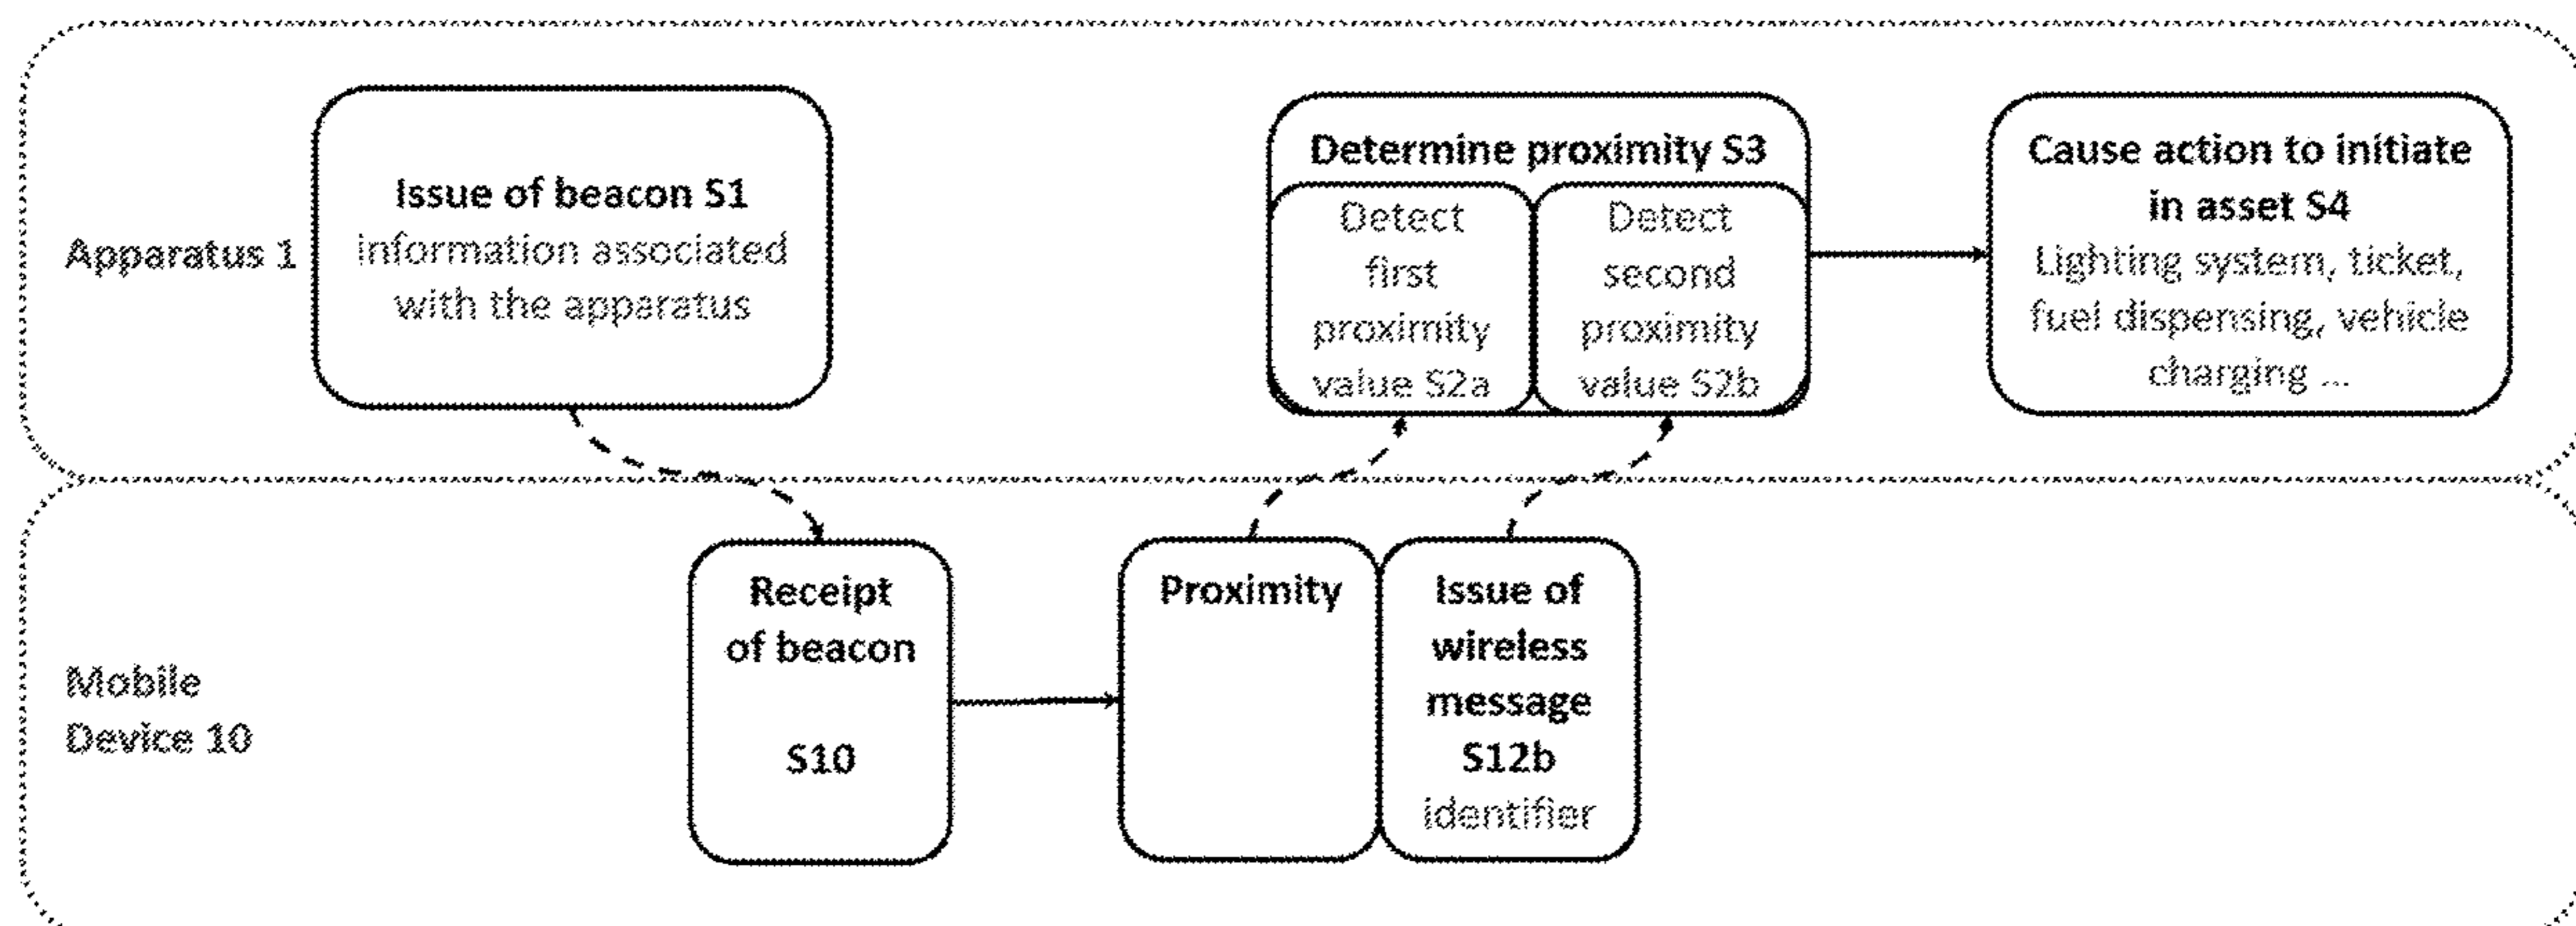 Apparatus 1
Issue of beacon S1
information associated
with the apparatus
Determine proximity S3
Detect
first
proximity
value S2a
Detect
second
proximity
value S2b
Cause action to initiate
in asset S4
Lighting system, ticket,
fuel dispensing, vehicle
charging ...
Mobile
Device 10
Receipt
of beacon
S10
Proximity
Issue of
wireless
message
S12b
identifier